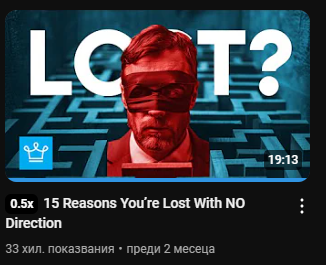 LOST?
19:13
0.5x 15 Reasons You're Lost With NO
Direction
33 хил. показвания • преди 2 месеца